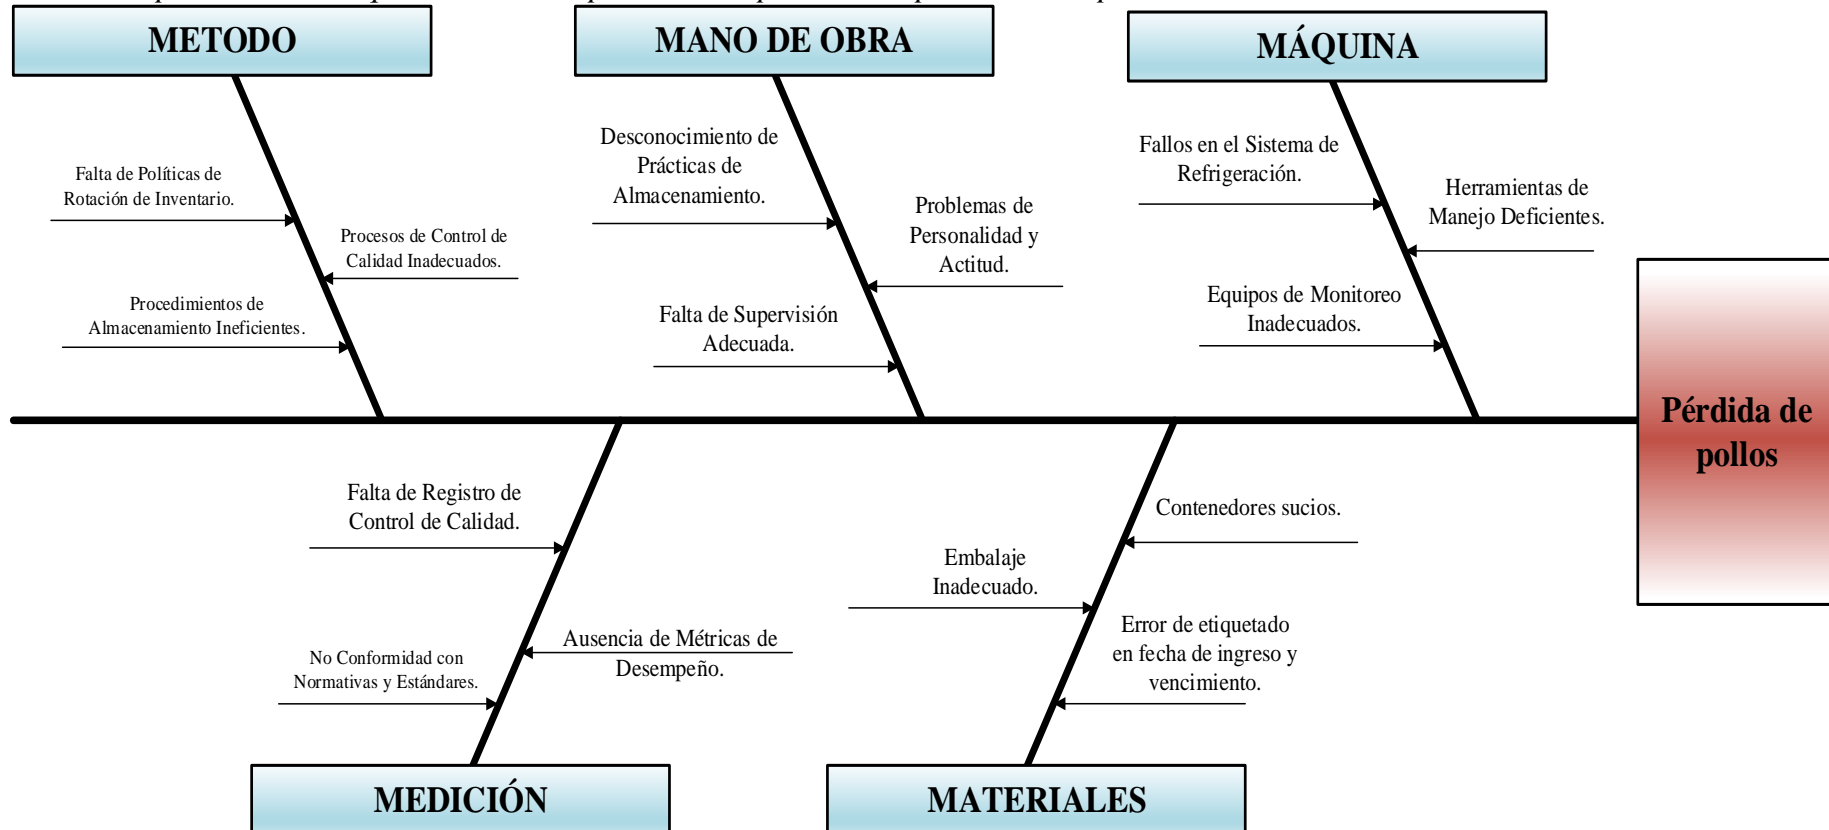 METODO
MANO DE OBRA
MÁQUINA
Desconocimiento de
Prácticas de
Almacenamiento.
Fallos en el Sistema de
Refrigeración.
Falta de Políticas de
Rotación de Inventario.
Herramientas de
Manejo Deficientes.
Problemas de
Personalidad y
Actitud.
Procesos de Control de
Calidad Inadecuados.
Procedimientos de
Almacenamiento Ineficientes.
Falta de Supervisión
Adecuada.
Equipos de Monitoreo
Inadecuados.
Pérdida de
pollos
Falta de Registro de
Control de Calidad.
Contenedores sucios.
Embalaje
Inadecuado.
Ausencia de Métricas de
Desempeño.
Error de etiquetado
en fecha de ingreso y
vencimiento.
No Conformidad con
Normativas y Estándares.
MEDICIÓN
MATERIALES